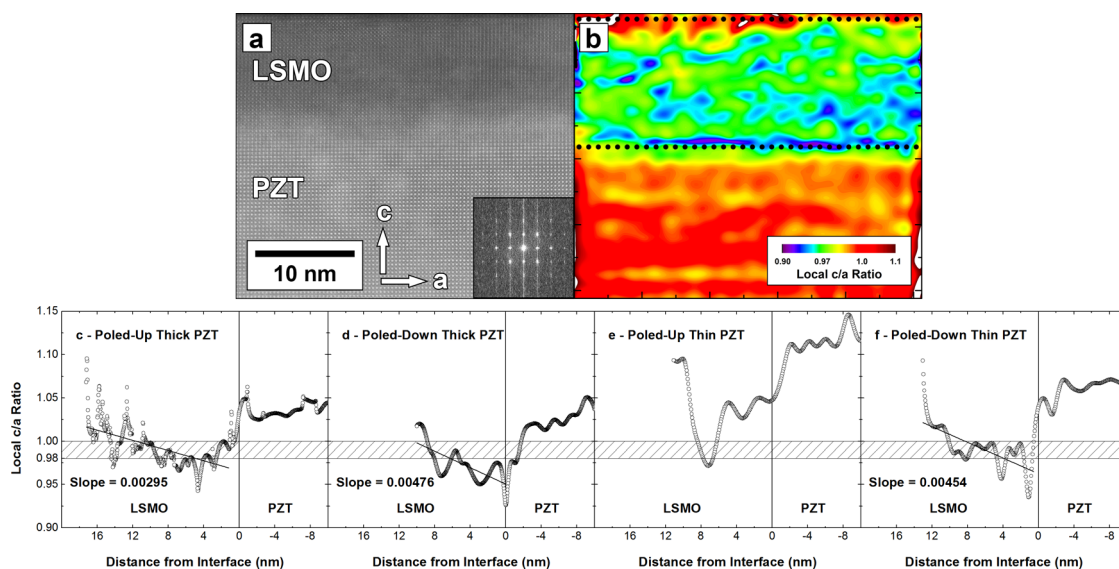 a
b
LSMO
PZT
c
a
10 nm
0.90 0.97 1.0 1.1
Local c/a Ratio
c - Poled-Up Thick PZT
d - Poled-Down Thick PZT
e - Poled-Up Thin PZT
f - Poled-Down Thin PZT
1.15
1.10
1.05
1.00
0.98
0.95
0.90
Local c/a Ratio
Slope = 0.00295
Slope = 0.00476
Slope = 0.00454
LSMO PZT
LSMO PZT
LSMO PZT
LSMO PZT
16 12 8 4 0 -4 -8
16 12 8 4 0 -4 -8
16 12 8 4 0 -4 -8
16 12 8 4 0 -4 -8
Distance from Interface (nm)
Distance from Interface (nm)
Distance from Interface (nm)
Distance from Interface (nm)